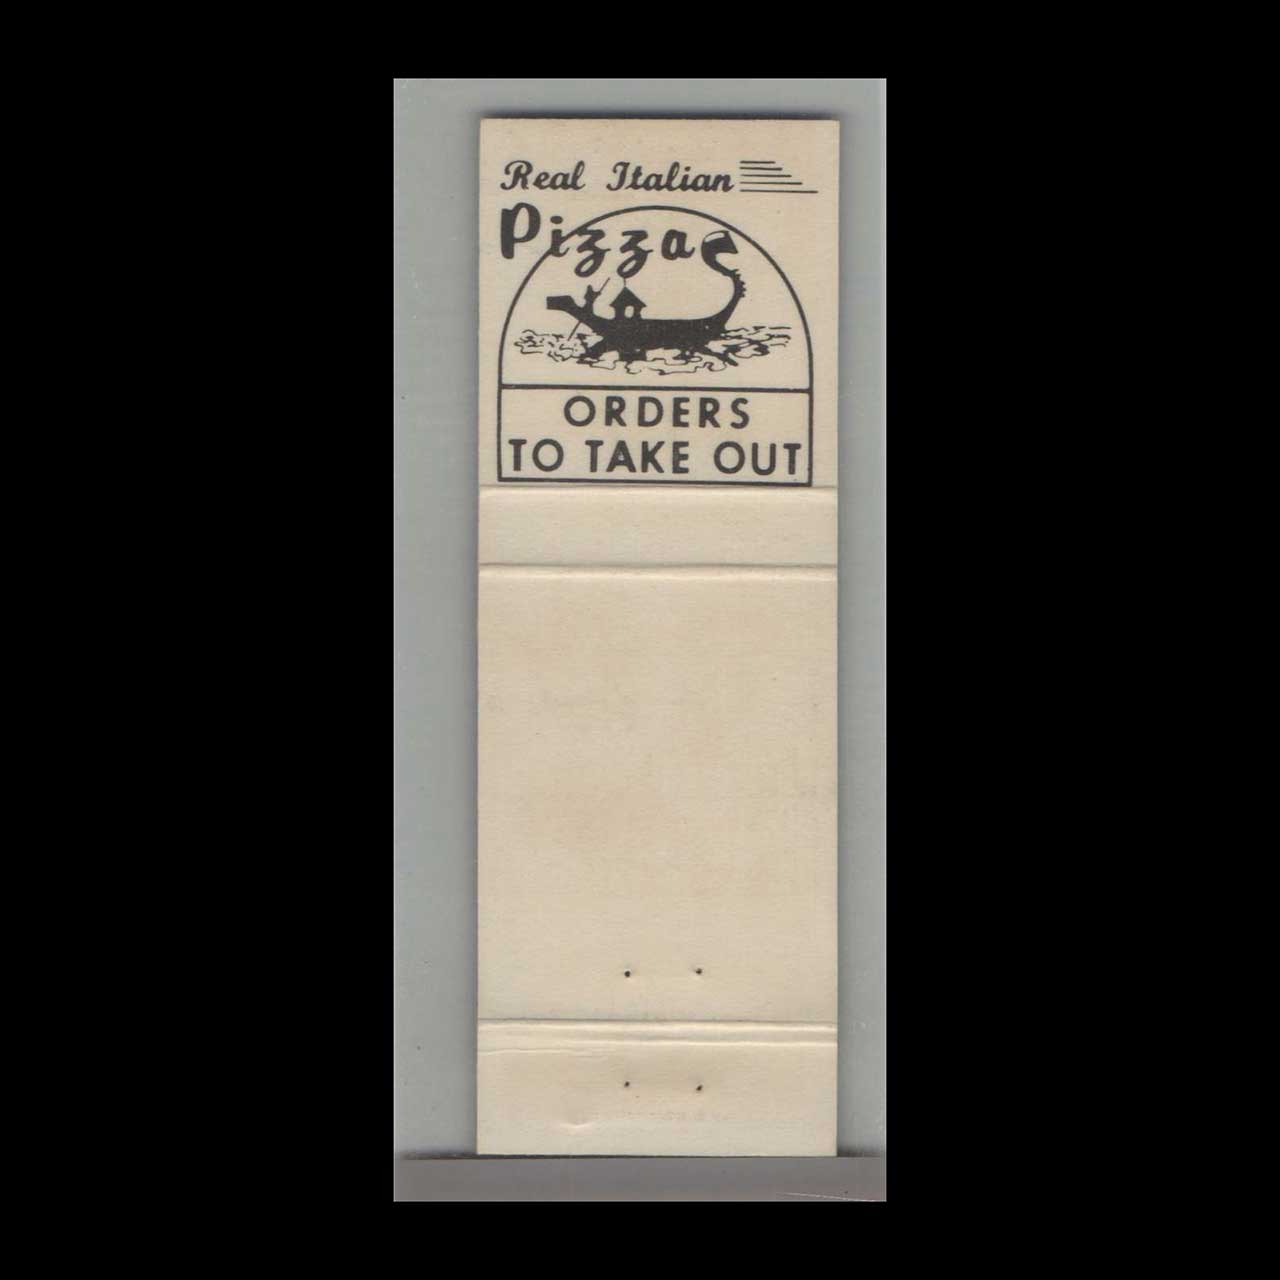 Real Italian
Pizza
ORDERS
TO TAKE OUT